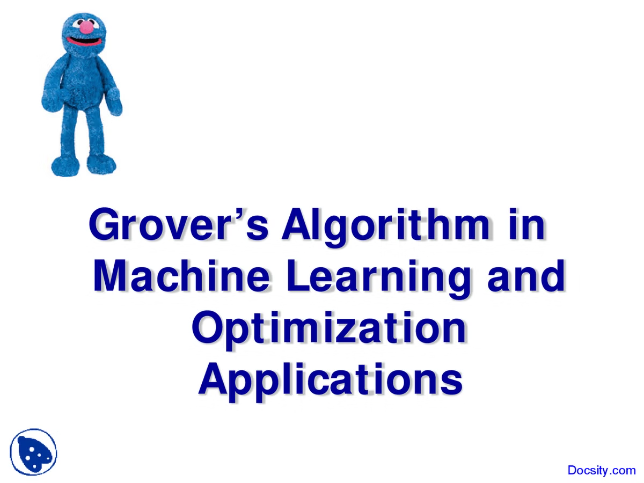 Grover’s Algorithm in
Machine Learning and
Optimization
Applications
Docsity.com